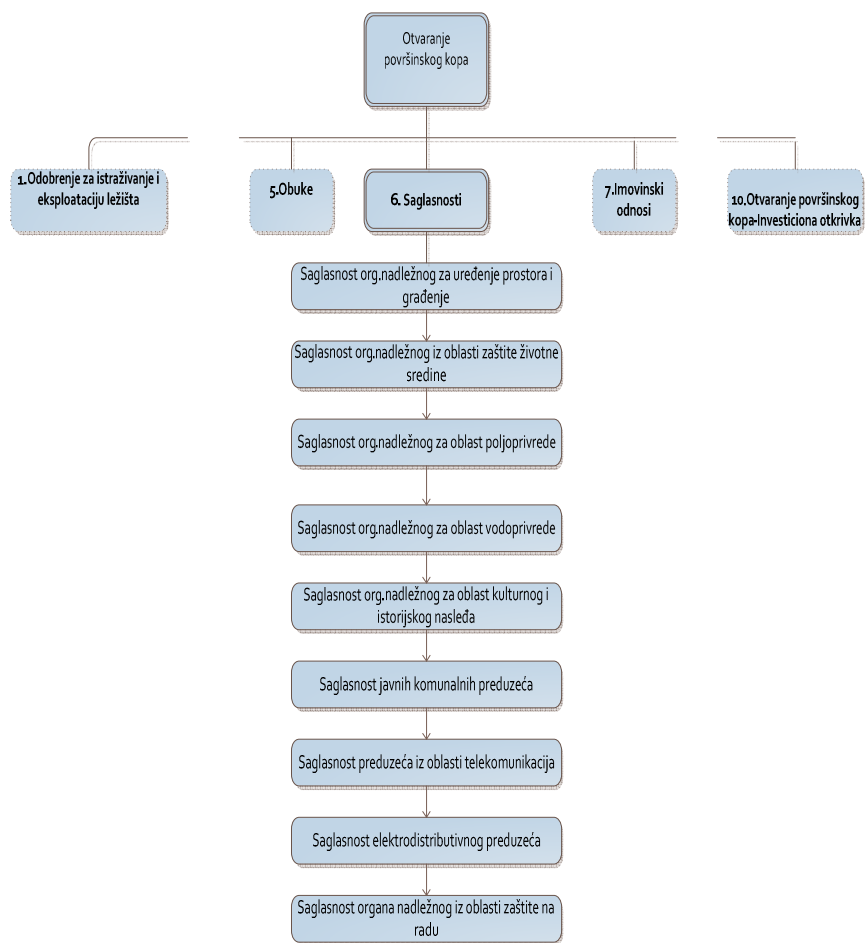 Otvaranje
površinskog kopa
1.Odobrenje za istraživanje i
eksploataciju ležišta
5.Obuke
6. Saglasnosti
7.Imovinski
odnosi
10.Otvaranje površinskog
kopa-Investiciona otkrivka
Saglasnost org.nadležnog za uređenje prostora i
građenje
Saglasnost org.nadležnog iz oblasti zaštite životne
sredine
Saglasnost org.nadležnog za oblast poljoprivrede
Saglasnost org.nadležnog za oblast vodoprivrede
Saglasnost org.nadležnog za oblast kulturnog i
istorijskog nasleđa
Saglasnost javnih komunalnih preduzeća
Saglasnost preduzeća iz oblasti telekomunikacija
Saglasnost elektrodistributivnog preduzeća
Saglasnost organa nadležnog iz oblasti zaštite na
radu